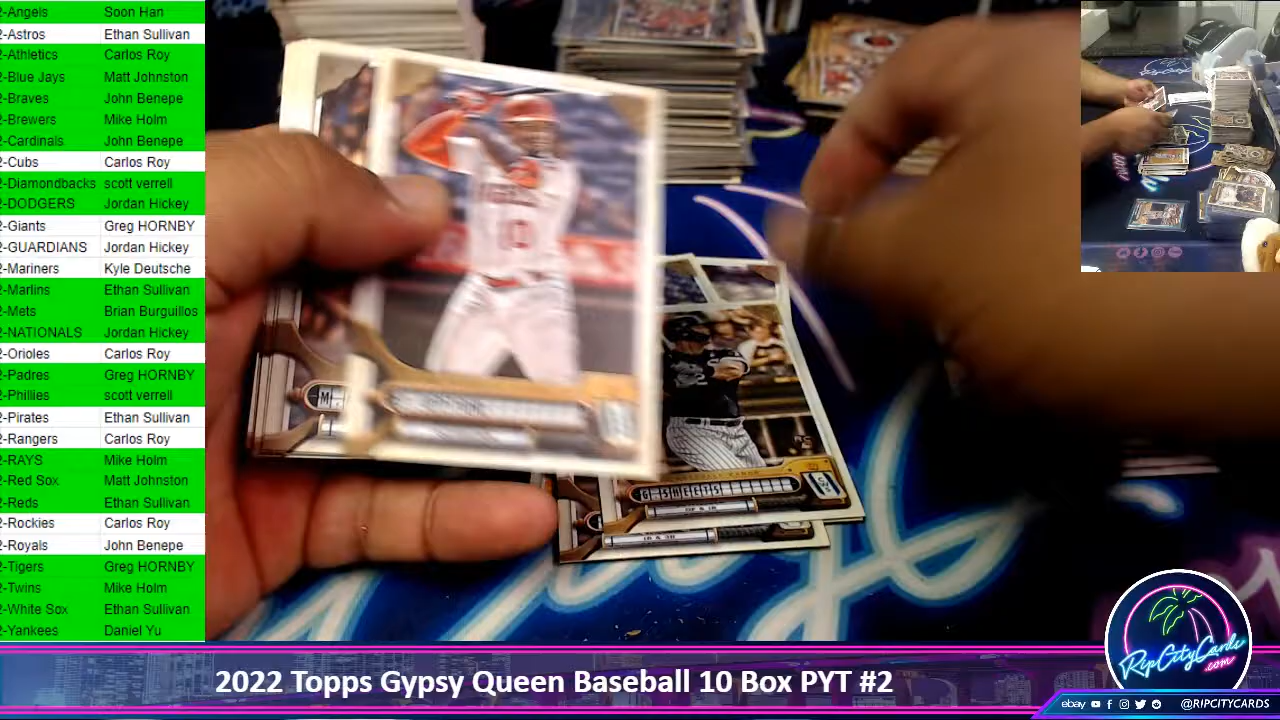 2-Angels Soon Han
2-Astros Ethan Sullivan
2-Athletics Carlos Roy
2-Blue Jays Matt Johnston
2-Braves John Benepe
2-Brewers Mike Holm
2-Cardinals John Benepe
2-Cubs Carlos Roy
2-Diamondbacks scott verrell
2-DODGERS Jordan Hickey
2-Giants Greg HORNBY
2-GUARDIANS Jordan Hickey
2-Mariners Kyle Deutsche
2-Marlins Ethan Sullivan
2-Mets Brian Burguillos
2-NATIONALS Jordan Hickey
2-Orioles Carlos Roy
2-Padres Greg HORNBY
2-Phillies scott verrell
2-Pirates Ethan Sullivan
2-Rangers Carlos Roy
2-RAYS Mike Holm
2-Red Sox Matt Johnston
2-Reds Ethan Sullivan
2-Rockies Carlos Roy
2-Royals John Benepe
2-Tigers Greg HORNBY
2-Twins Mike Holm
2-White Sox Ethan Sullivan
2-Yankees Daniel Yu
10
M
G SHEETS
1B & 3B
RipCityCards
.com
2022 Topps Gypsy Queen Baseball 10 Box PYT #2
ebay @RIPCITYCARDS